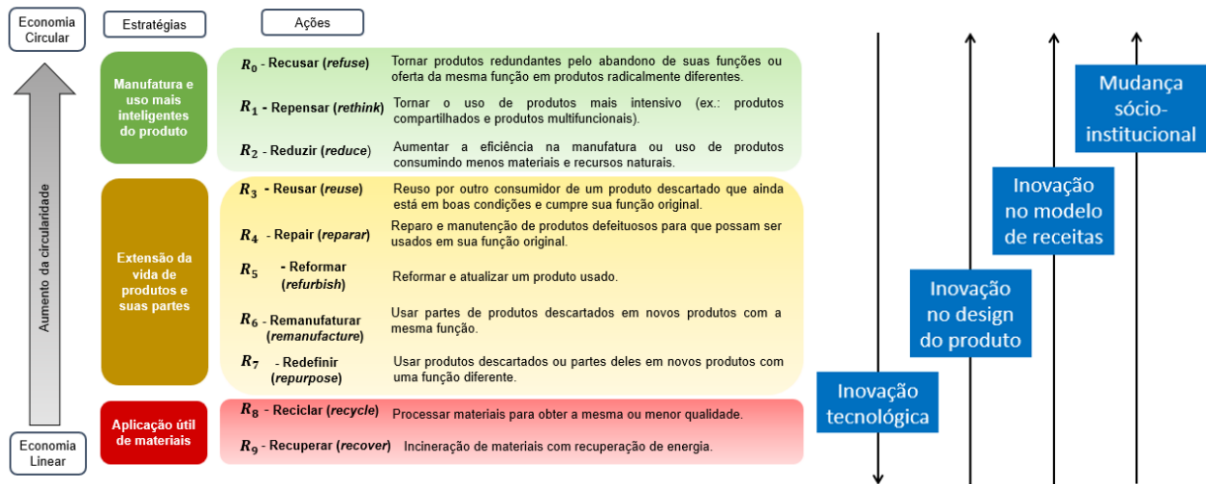 Economia
Circular
Estratégias
Ações
Aumento da circularidade
Economia
Linear
Manufatura e
uso mais
inteligentes
do produto
R₀ - Recusar (refuse)
Tornar produtos redundantes pelo abandono de suas funções ou
oferta da mesma função em produtos radicalmente diferentes.
R₁ - Repensar (rethink)
Tornar o uso de produtos mais intensivo (ex.: produtos
compartilhados e produtos multifuncionais).
R₂ - Reduzir (reduce)
Aumentar a eficiência na manufatura ou uso de produtos
consumindo menos materiais e recursos naturais.
Extensão da
vida de
produtos e
suas partes
R₃ - Reusar (reuse)
Reuso por outro consumidor de um produto descartado que ainda
está em boas condições e cumpre sua função original.
R₄ - Repair (reparar)
Reparo e manutenção de produtos defeituosos para que possam ser
usados em sua função original.
R₅ - Reformar
(refurbish)
Reformar e atualizar um produto usado.
R₆ - Remanufaturar
(remanufacture)
Usar partes de produtos descartados em novos produtos com a
mesma função.
R₇ - Redefinir
(repurpose)
Usar produtos descartados ou partes deles em novos produtos com
uma função diferente.
Aplicação útil
de materiais
R₈ - Reciclar (recycle)
Processar materiais para obter a mesma ou menor qualidade.
R₉ - Recuperar (recover)
Incineração de materiais com recuperação de energia.
Inovação
tecnológica
Inovação
no design
do produto
Inovação
no modelo
de receitas
Mudança
sócio-
institucional